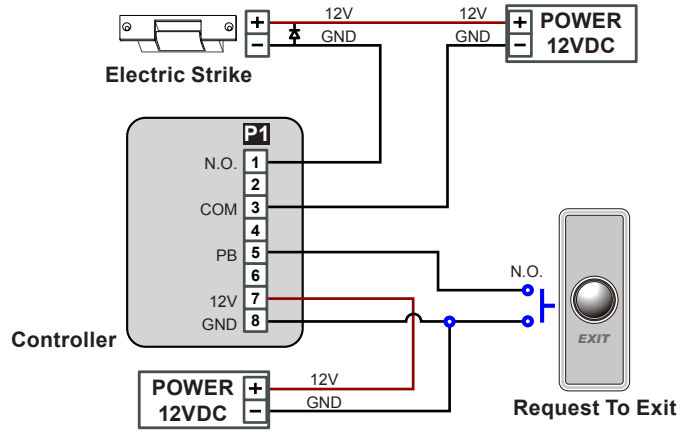 + 12V 12V + POWER
- GND GND - 12VDC
Electric Strike
P1
N.O. 1
2
COM 3
4
PB 5
6
12V 7
GND 8
N.O.
EXIT
Controller
POWER + 12V
12VDC - GND
Request To Exit